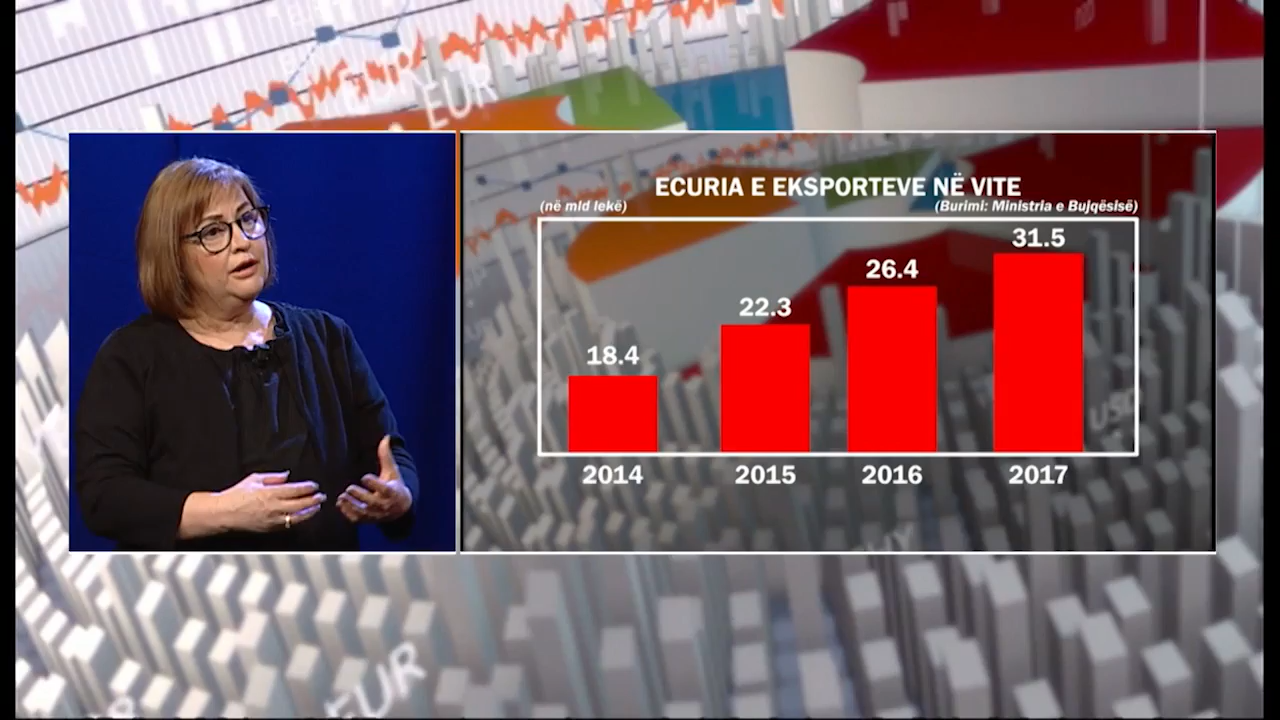 EUR
ECURIA E EKSPORTEVE NË VITE
(në mld lekë)
(Burimi: Ministria e Bujqësisë)
31.5
26.4
22.3
18.4
USD
2014
2015
2016
2017
EUR